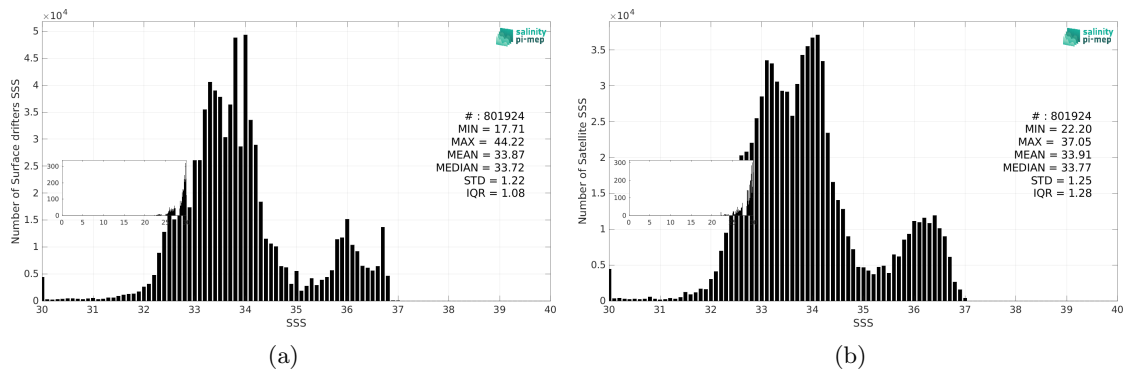 ×10⁴
5
4.5
4
3.5
3
2.5
2
1.5
1
0.5
0
Number of Surface drifters SSS
salinity
pi-mep
# : 801924
MIN = 17.71
MAX = 44.22
MEAN = 33.87
MEDIAN = 33.72
STD = 1.22
IQR = 1.08
300
200
100
0
0 5 10 15 20 25
30 31 32 33 34 35 36 37 38 39 40
SSS
(a)
×10⁴
3.5
3
2.5
2
1.5
1
0.5
0
Number of Satellite SSS
salinity
pi-mep
# : 801924
MIN = 22.20
MAX = 37.05
MEAN = 33.91
MEDIAN = 33.77
STD = 1.25
IQR = 1.28
300
200
100
0
0 5 10 15 20
30 31 32 33 34 35 36 37 38 39 40
SSS
(b)